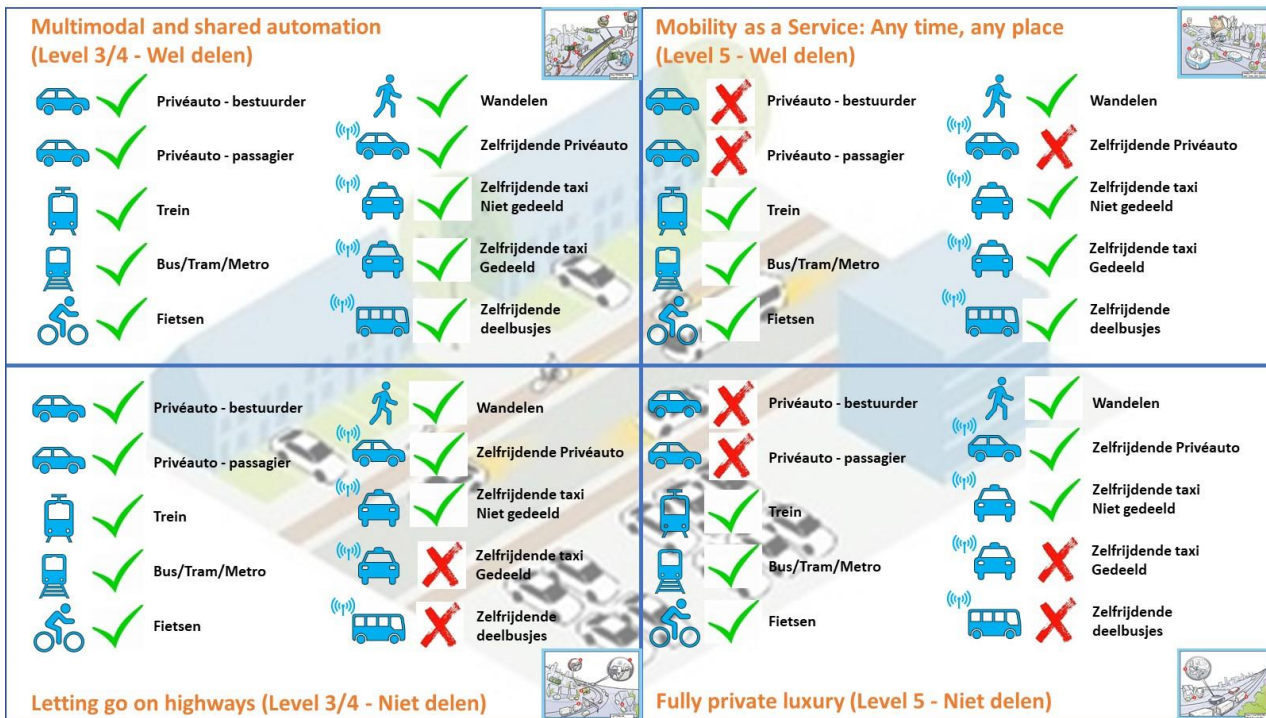 Multimodal and shared automation
(Level 3/4 - Wel delen)
Privéauto - bestuurder
Privéauto - passagier
Trein
Bus/Tram/Metro
Fietsen
Wandelen
Zelfrijdende Privéauto
Zelfrijdende taxi
Niet gedeeld
Zelfrijdende taxi
Gedeeld
Zelfrijdende
deelbusjes
Mobility as a Service: Any time, any place
(Level 5 - Wel delen)
Privéauto - bestuurder
Privéauto - passagier
Trein
Bus/Tram/Metro
Fietsen
Wandelen
Zelfrijdende Privéauto
Zelfrijdende taxi
Niet gedeeld
Zelfrijdende taxi
Gedeeld
Zelfrijdende
deelbusjes
Privéauto - bestuurder
Privéauto - passagier
Trein
Bus/Tram/Metro
Fietsen
Wandelen
Zelfrijdende Privéauto
Zelfrijdende taxi
Niet gedeeld
Zelfrijdende taxi
Gedeeld
Zelfrijdende
deelbusjes
Letting go on highways (Level 3/4 - Niet delen)
Privéauto - bestuurder
Privéauto - passagier
Trein
Bus/Tram/Metro
Fietsen
Wandelen
Zelfrijdende Privéauto
Zelfrijdende taxi
Niet gedeeld
Zelfrijdende taxi
Gedeeld
Zelfrijdende
deelbusjes
Fully private luxury (Level 5 - Niet delen)